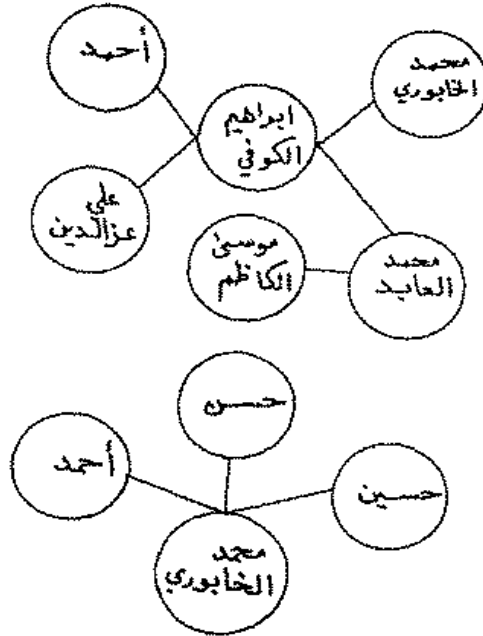 أحمد
محمد
الخابوري
ابراهيم
الكوفي
علي
عزالدين
موسى
الكاظم
محمد
العابد
حسن
أحمد
حسين
محمد
الخابوري